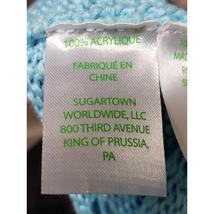 100% ACRYLIQUE
FABRIQUÉ EN
CHINE
SUGARTOWN
WORLDWIDE, LLC
800 THIRD AVENUE
KING OF PRUSSIA,
PA